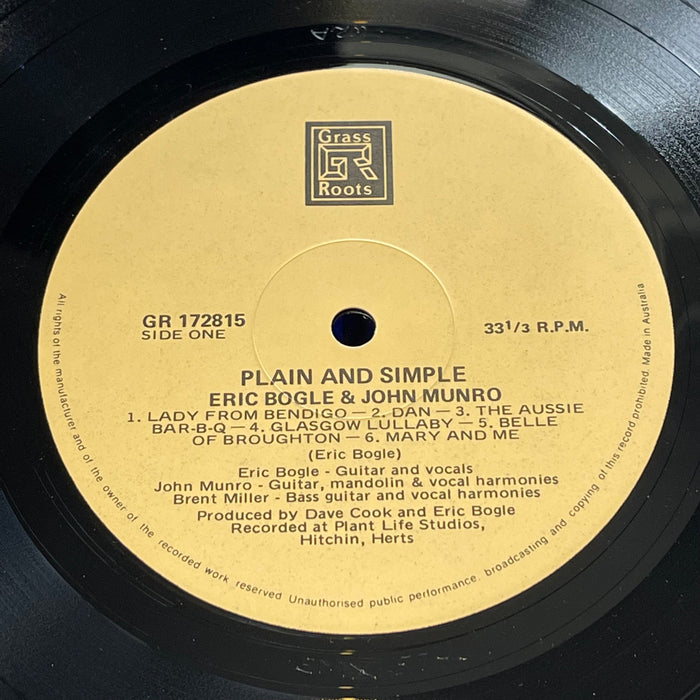 Grass
GR
Roots
GR 172815
SIDE ONE
33 1/3 R.P.M.
PLAIN AND SIMPLE
ERIC BOGLE & JOHN MUNRO
1. LADY FROM BENDIGO — 2. DAN — 3. THE AUSSIE
BAR-B-Q — 4. GLASGOW LULLABY — 5. BELLE
OF BROUGHTON — 6. MARY AND ME
(Eric Bogle)
Eric Bogle - Guitar and vocals
John Munro - Guitar, mandolin & vocal harmonies
Brent Miller - Bass guitar and vocal harmonies
Produced by Dave Cook and Eric Bogle
Recorded at Plant Life Studios,
Hitchin, Herts
All rights of the manufacturer and of the owner of the recorded work reserved Unauthorised public performance, broadcasting and copying of this record prohibited. Made in Australia